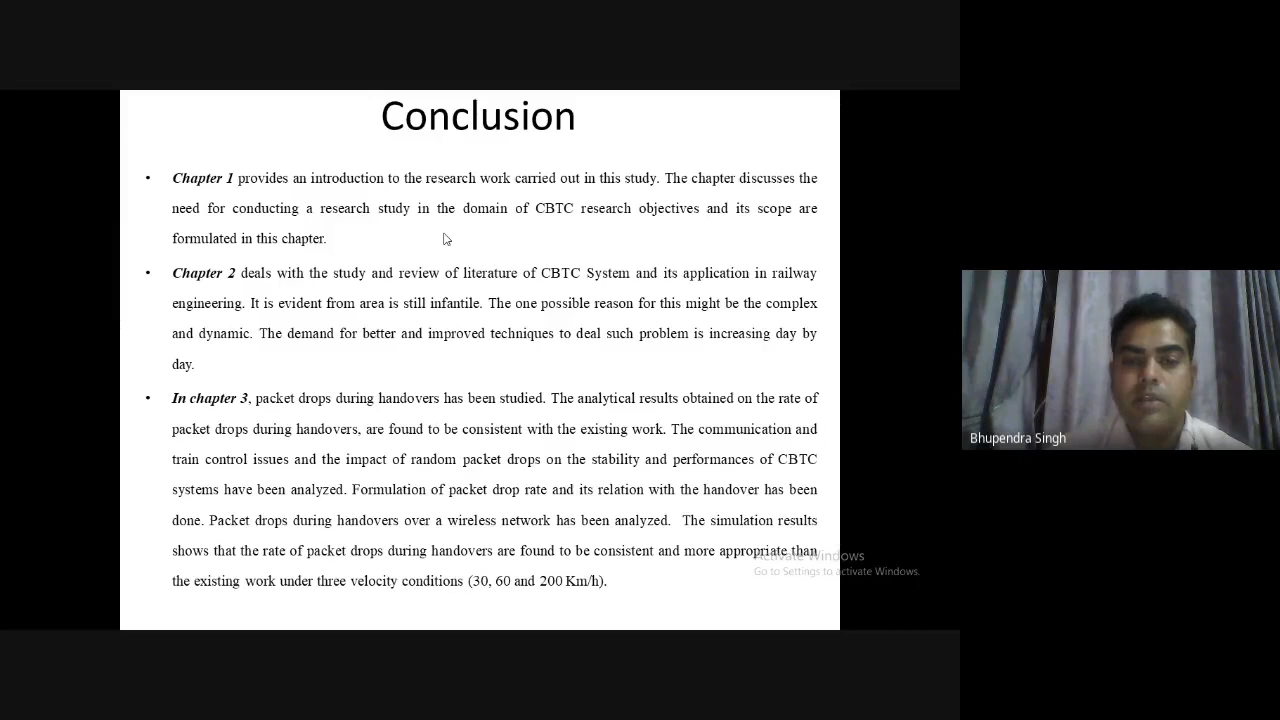 Conclusion
• Chapter 1 provides an introduction to the research work carried out in this study. The chapter discusses the
need for conducting a research study in the domain of CBTC research objectives and its scope are
formulated in this chapter.
• Chapter 2 deals with the study and review of literature of CBTC System and its application in railway
engineering. It is evident from area is still infantile. The one possible reason for this might be the complex
and dynamic. The demand for better and improved techniques to deal such problem is increasing day by
day.
• In chapter 3, packet drops during handovers has been studied. The analytical results obtained on the rate of
packet drops during handovers, are found to be consistent with the existing work. The communication and
train control issues and the impact of random packet drops on the stability and performances of CBTC
systems have been analyzed. Formulation of packet drop rate and its relation with the handover has been
done. Packet drops during handovers over a wireless network has been analyzed. The simulation results
shows that the rate of packet drops during handovers are found to be consistent and more appropriate than
the existing work under three velocity conditions (30, 60 and 200 Km/h).
Activate Windows
Go to Settings to activate Windows.
Bhupendra Singh